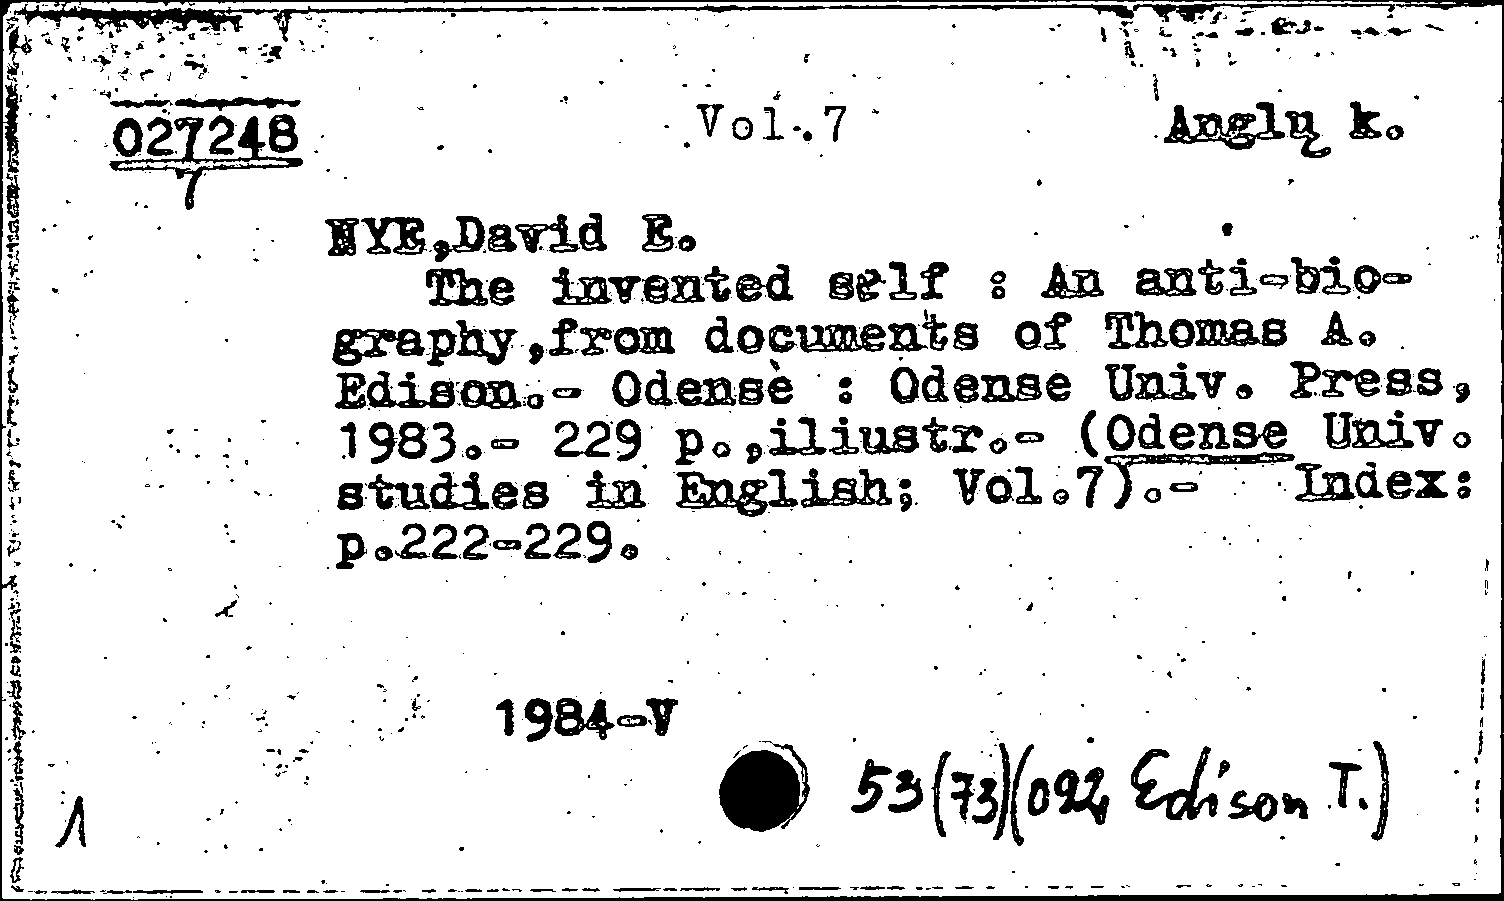 027248
7
Vol.7
Anglų k.
NYE,David E.
The invented self : An anti-bio-
graphy,from documents of Thomas A.
Edison.- Odense : Odense Univ. Press,
1983.- 229 p.,iliustr.- (Odense Univ.
studies in English; Vol.7).- Index:
p.222-229.
1984-V
53(73)(092 Edison T.)
1